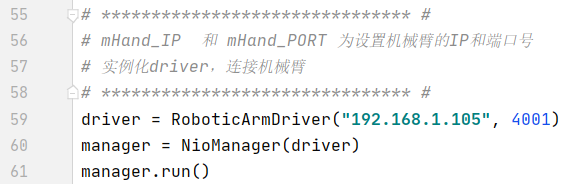 55 # ******************************* #
56 # mHand_IP 和 mHand_PORT 为设置机械臂的IP和端口号
57 # 实例化driver，连接机械臂
58 # ******************************* #
59 driver = RoboticArmDriver("192.168.1.105", 4001)
60 manager = NioManager(driver)
61 manager.run()